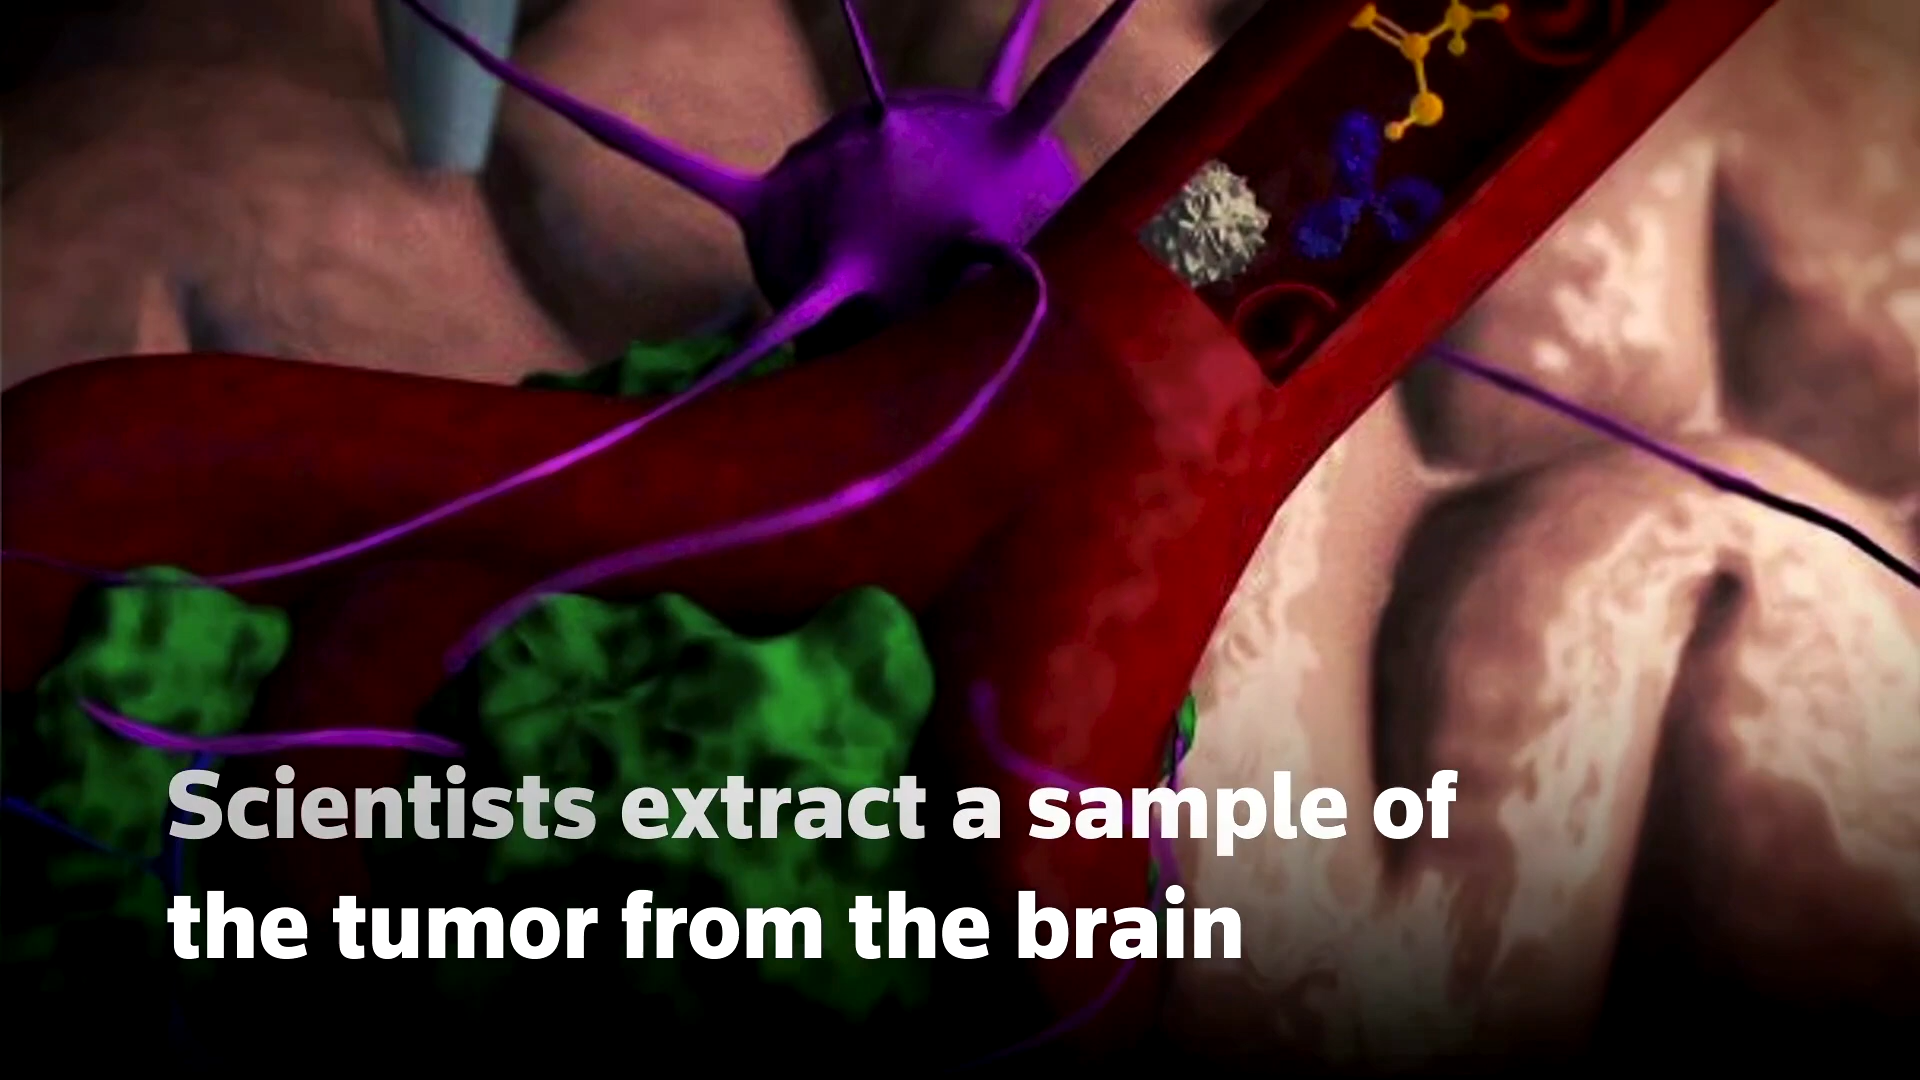 Scientists extract a sample of
the tumor from the brain